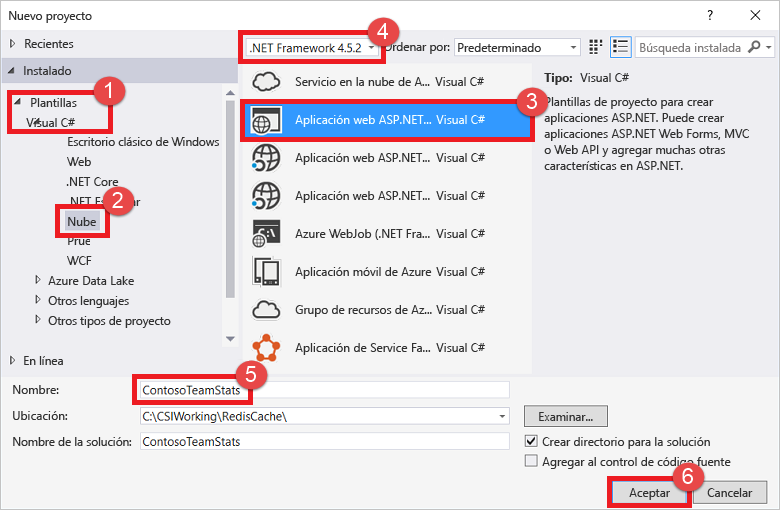 Nuevo proyecto
?
Recientes
.NET Framework 4.5.2
4
Ordenar por:
Predeterminado
Búsqueda instalada
Instalado
1
Plantillas
Visual C#
Escritorio clásico de Windows
Web
.NET Core
.NET
2
Nube
WCF
Azure Data Lake
Otros lenguajes
Otros tipos de proyecto
En línea
Servicio en la nube de A... Visual C#
3
Aplicación web ASP.NET... Visual C#
Aplicación web ASP.NET... Visual C#
Aplicación web ASP.NET... Visual C#
Azure WebJob (.NET Fra... Visual C#
Aplicación móvil de Azure Visual C#
Grupo de recursos de Az... Visual C#
Aplicación de Service Fa... Visual C#
Tipo: Visual C#
Plantillas de proyecto para crear
aplicaciones ASP.NET. Puede crear
aplicaciones ASP.NET Web Forms, MVC
o Web API y agregar muchas otras
características en ASP.NET.
5
Nombre: ContosoTeamStats
Ubicación: C:\CSIWorking\RedisCache\
Examinar...
Nombre de la solución: ContosoTeamStats
Crear directorio para la solución
Agregar al control de código fuente
6
Aceptar
Cancelar